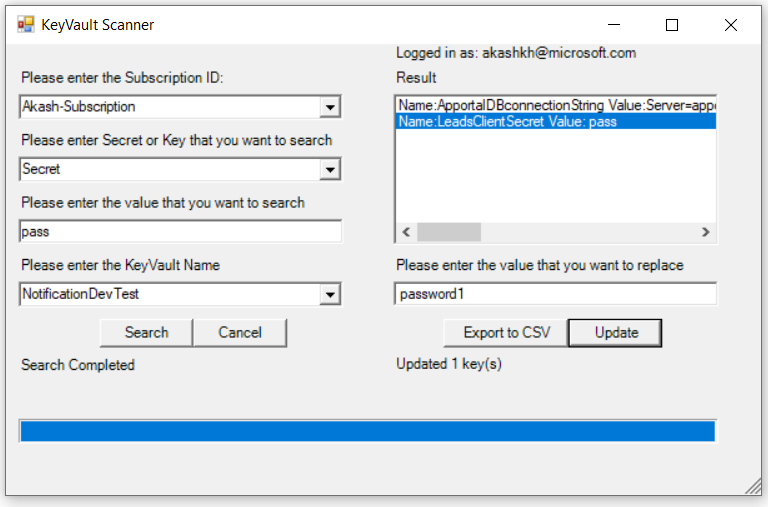 KeyVault Scanner
Logged in as: akashkh@microsoft.com
Please enter the Subscription ID:
Akash-Subscription
Please enter Secret or Key that you want to search
Secret
Please enter the value that you want to search
pass
Please enter the KeyVault Name
NotificationDevTest
Search
Cancel
Search Completed
Result
Name:ApportalDBconnectionString Value:Server=appo
Name:LeadsClientSecret Value: pass
Please enter the value that you want to replace
password1
Export to CSV
Update
Updated 1 key(s)